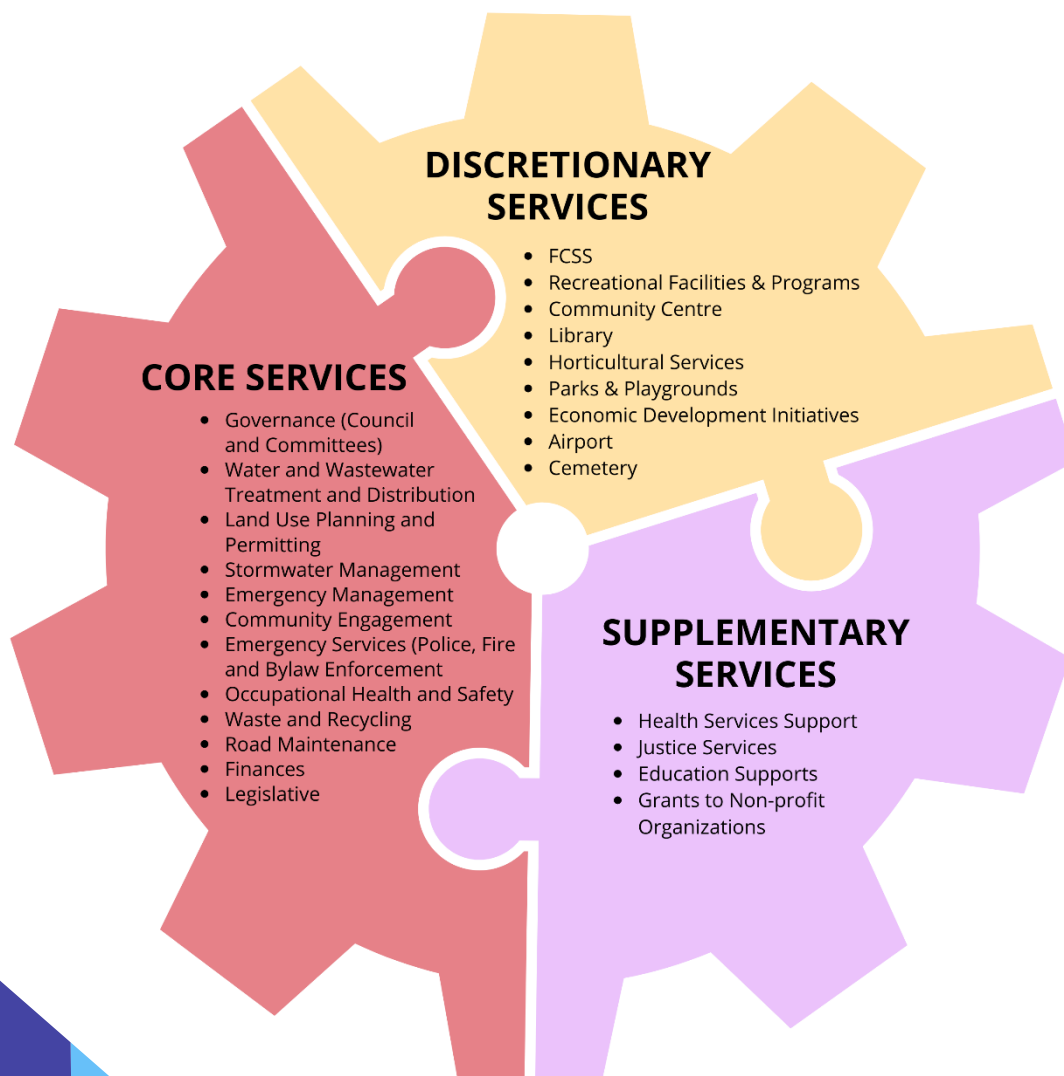 DISCRETIONARY
SERVICES
• FCSS
• Recreational Facilities & Programs
• Community Centre
• Library
• Horticultural Services
• Parks & Playgrounds
• Economic Development Initiatives
• Airport
• Cemetery
CORE SERVICES
• Governance (Council
and Committees)
• Water and Wastewater
Treatment and Distribution
• Land Use Planning and
Permitting
• Stormwater Management
• Emergency Management
• Community Engagement
• Emergency Services (Police, Fire
and Bylaw Enforcement
• Occupational Health and Safety
• Waste and Recycling
• Road Maintenance
• Finances
• Legislative
SUPPLEMENTARY
SERVICES
• Health Services Support
• Justice Services
• Education Supports
• Grants to Non-profit
Organizations